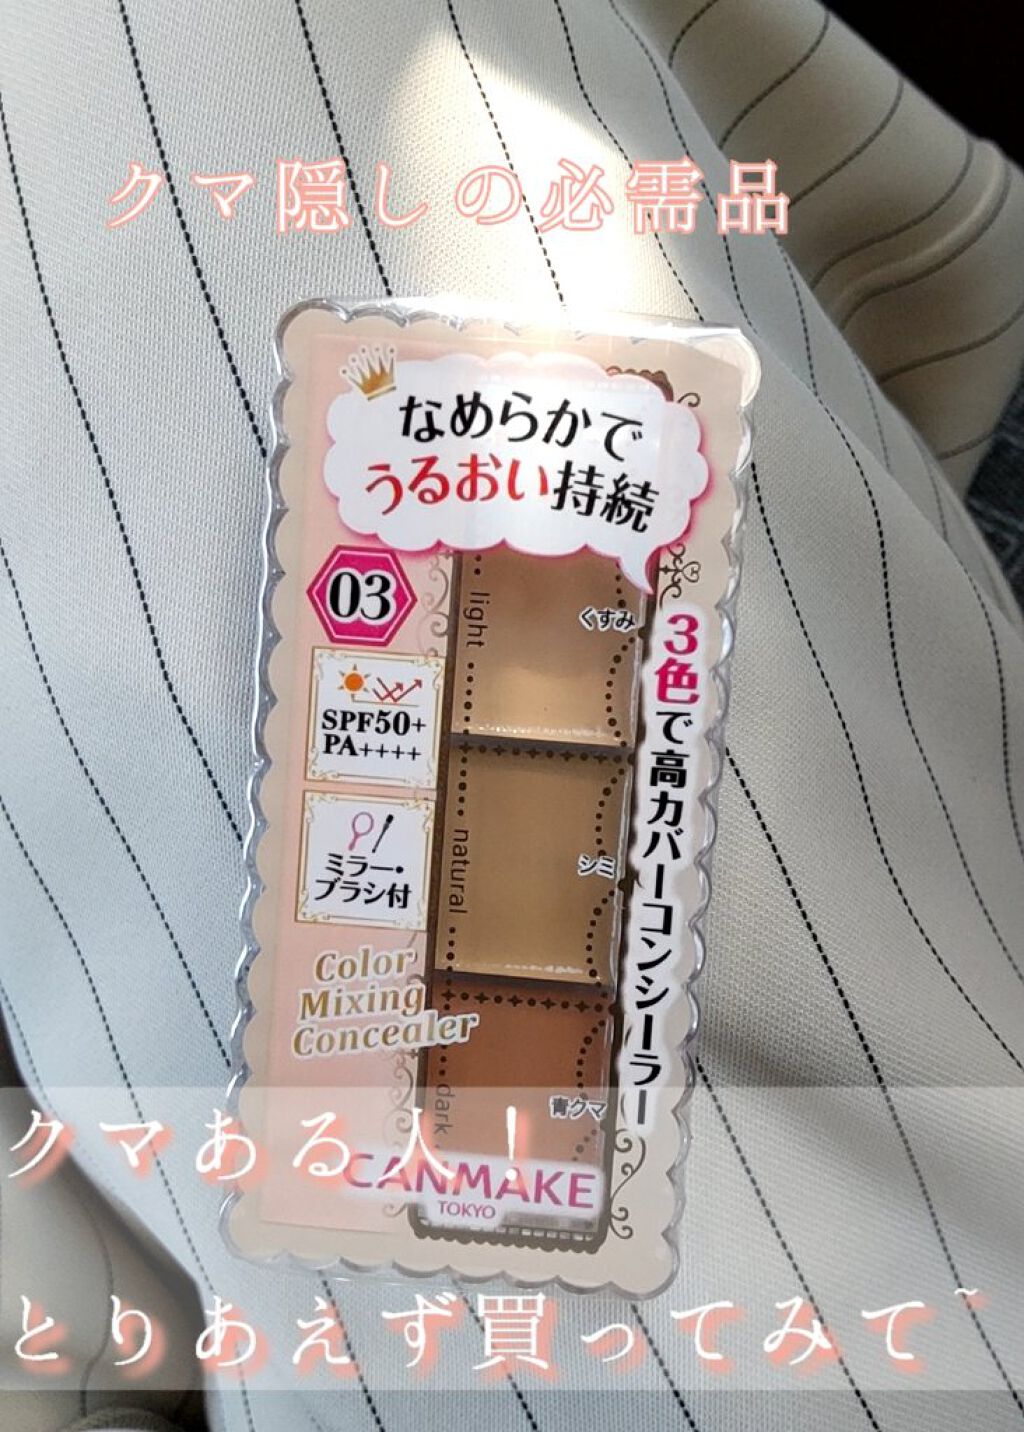 クマ隠しの必需品
なめらかで
うるおい持続
03
SPF50+
PA++++
ミラー・
ブラシ付
Color
Mixing
Concealer
light
くすみ
natural
シミ
dark
青クマ
3色で高カバーコンシーラー
CANMAKE
TOKYO
クマある人!
とりあえず買ってみて~